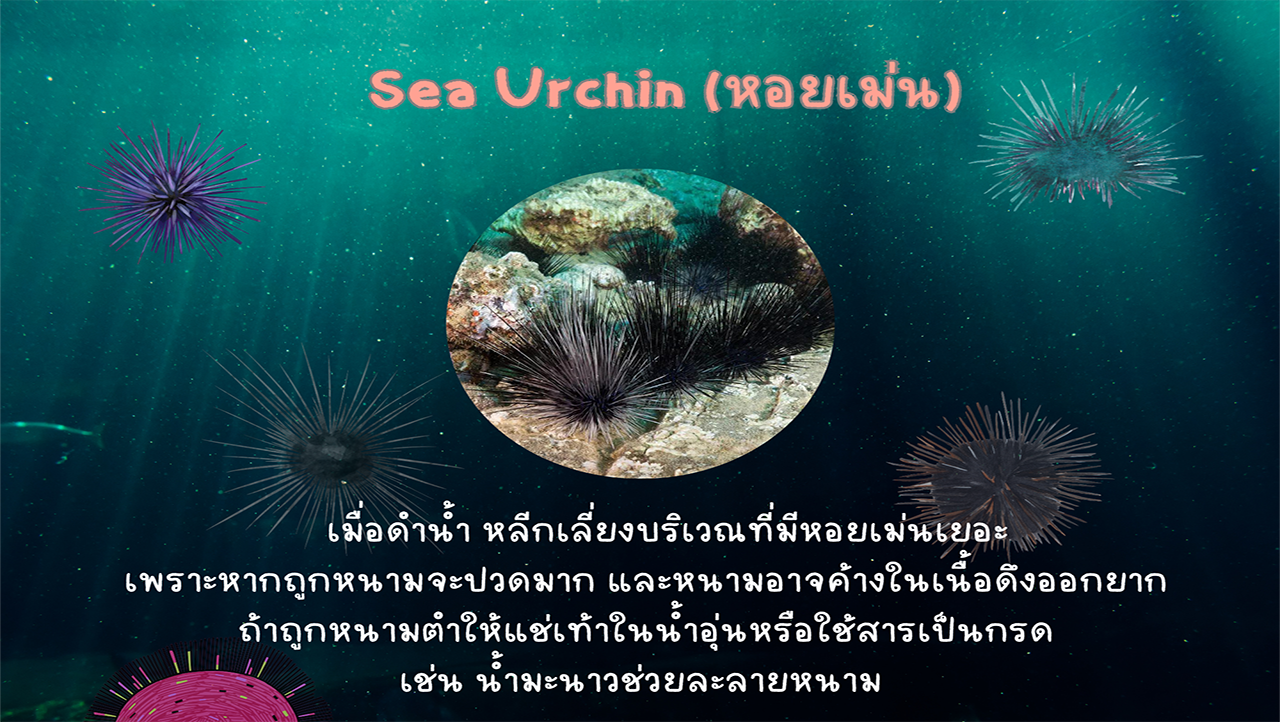 Sea Urchin (หอยเม่น)
เมื่อดำน้ำ หลีกเลี่ยงบริเวณที่มีหอยเม่นเยอะ
เพราะหากถูกหนามจะปวดมาก และหนามอาจค้างในเนื้อดึงออกยาก
ถ้าถูกหนามตำให้แช่เท้าในน้ำอุ่นหรือใช้สารเป็นกรด
เช่น น้ำมะนาวช่วยละลายหนาม